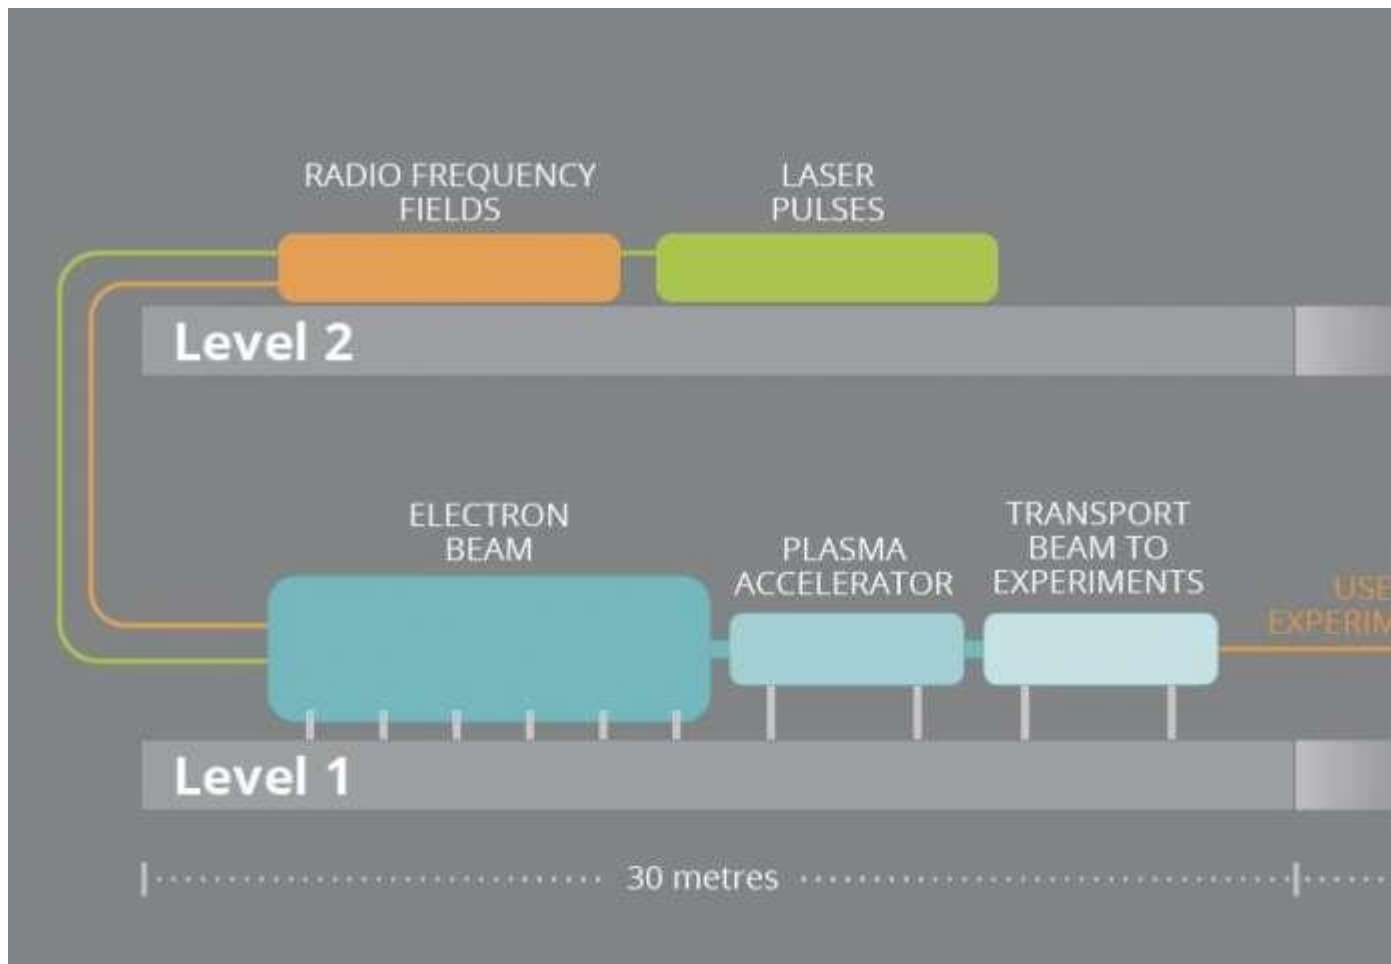 RADIO FREQUENCY
FIELDS
LASER
PULSES
Level 2
ELECTRON
BEAM
PLASMA
ACCELERATOR
TRANSPORT
BEAM TO
EXPERIMENTS
Level 1
30 metres